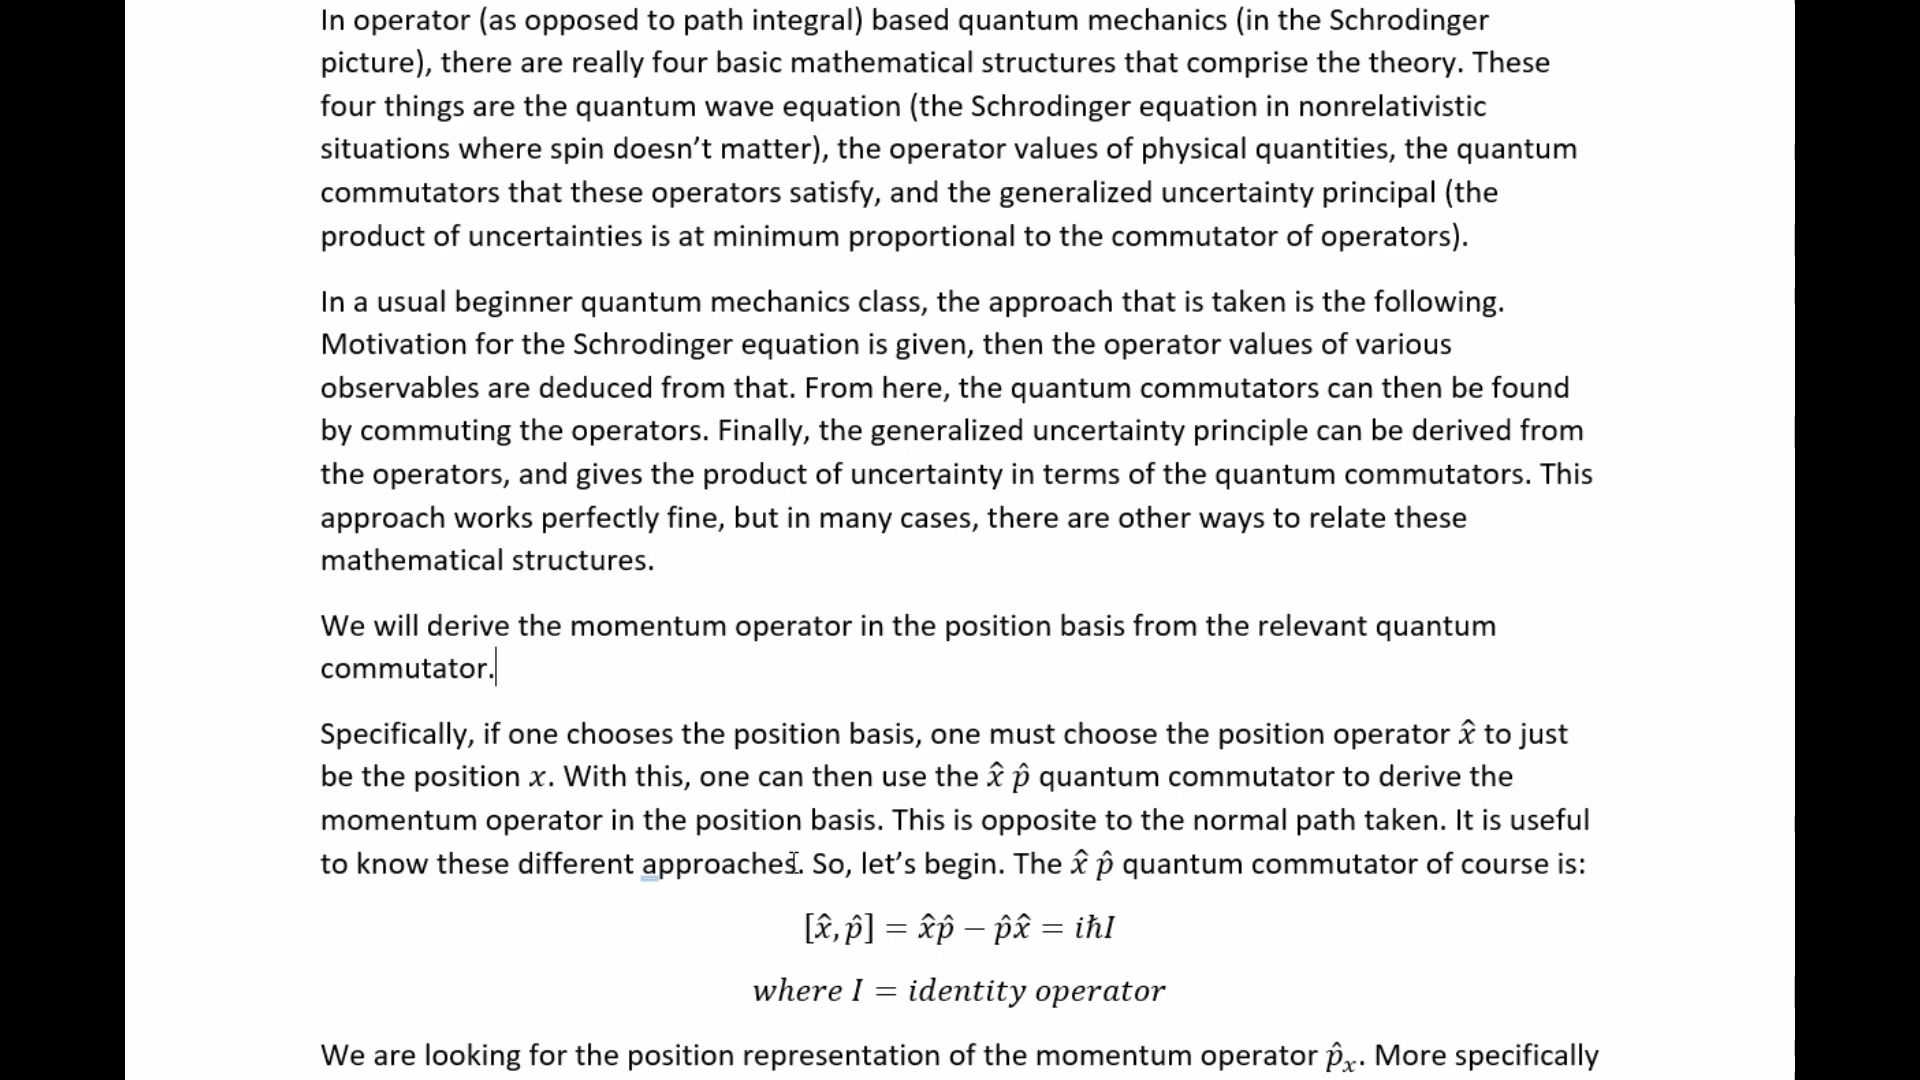 In operator (as opposed to path integral) based quantum mechanics (in the Schrodinger
picture), there are really four basic mathematical structures that comprise the theory. These
four things are the quantum wave equation (the Schrodinger equation in nonrelativistic
situations where spin doesn’t matter), the operator values of physical quantities, the quantum
commutators that these operators satisfy, and the generalized uncertainty principal (the
product of uncertainties is at minimum proportional to the commutator of operators).
In a usual beginner quantum mechanics class, the approach that is taken is the following.
Motivation for the Schrodinger equation is given, then the operator values of various
observables are deduced from that. From here, the quantum commutators can then be found
by commuting the operators. Finally, the generalized uncertainty principle can be derived from
the operators, and gives the product of uncertainty in terms of the quantum commutators. This
approach works perfectly fine, but in many cases, there are other ways to relate these
mathematical structures.
We will derive the momentum operator in the position basis from the relevant quantum
commutator.
Specifically, if one chooses the position basis, one must choose the position operator x̂ to just
be the position x. With this, one can then use the x̂ p̂ quantum commutator to derive the
momentum operator in the position basis. This is opposite to the normal path taken. It is useful
to know these different approaches. So, let’s begin. The x̂ p̂ quantum commutator of course is:
[x̂, p̂] = x̂p̂ − p̂x̂ = iħI
where I = identity operator
We are looking for the position representation of the momentum operator p̂ₓ. More specifically